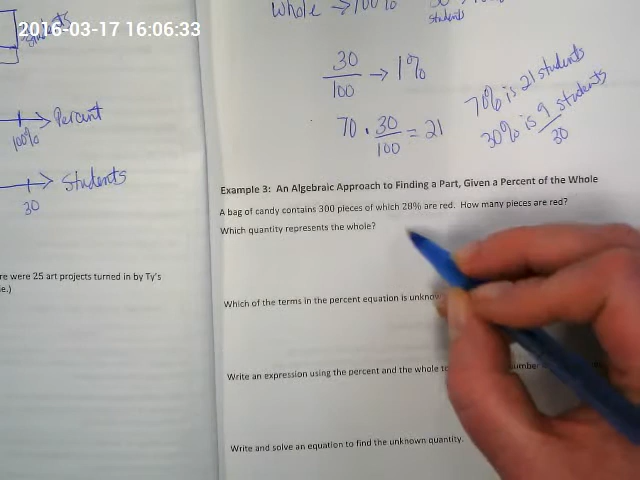 2016-03-17 16:06:33
whole → 100%
students
30/100 → 1%
70 · 30/100 = 21
70% is 21 students
30% is 9 students
30
Percent
100%
Students
30
Example 3: An Algebraic Approach to Finding a Part, Given a Percent of the Whole
A bag of candy contains 300 pieces of which 28% are red. How many pieces are red?
Which quantity represents the whole?
re were 25 art projects turned in by Ty's
e.)
Which of the terms in the percent equation is unknow
Write an expression using the percent and the whole to
Write and solve an equation to find the unknown quantity.